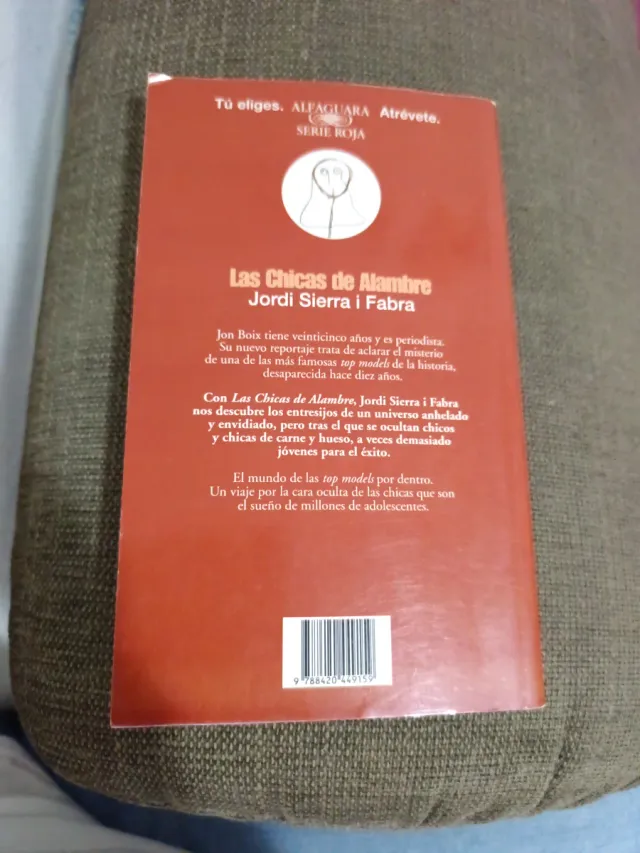 Tú eliges. ALFAGUARA Atrévete.
SERIE ROJA
Las Chicas de Alambre
Jordi Sierra i Fabra
Jon Boix tiene veinticinco años y es periodista.
Su nuevo reportaje trata de aclarar el misterio
de una de las más famosas top models de la historia,
desaparecida hace diez años.
Con Las Chicas de Alambre, Jordi Sierra i Fabra
nos descubre los entresijos de un universo anhelado
y envidiado, pero tras el que se ocultan chicos
y chicas de carne y hueso, a veces demasiado
jóvenes para el éxito.
El mundo de las top models por dentro.
Un viaje por la cara oculta de las chicas que son
el sueño de millones de adolescentes.
9 788420 449159